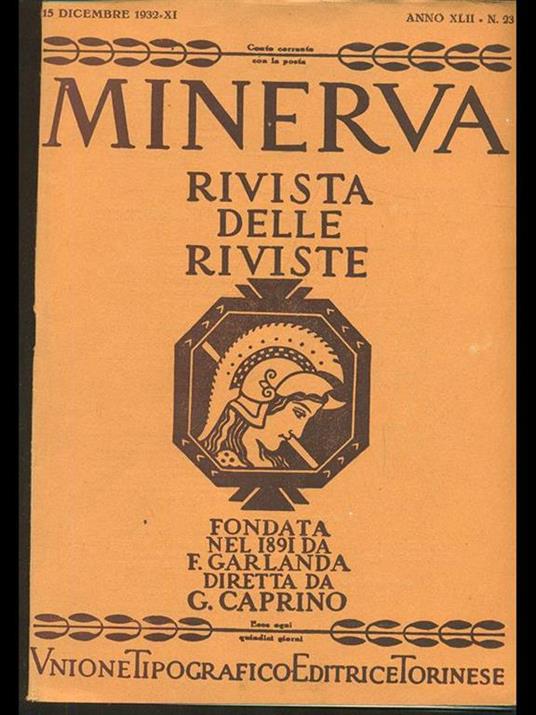 15 DICEMBRE 1932-XI
ANNO XLII - N. 23
Conto corrente
con la posta
MINERVA
RIVISTA
DELLE
RIVISTE
FONDATA
NEL 1891 DA
F. GARLANDA
DIRETTA DA
G. CAPRINO
Esce ogni
quindici giorni
VNIONE TIPOGRAFICO-EDITRICE TORINESE